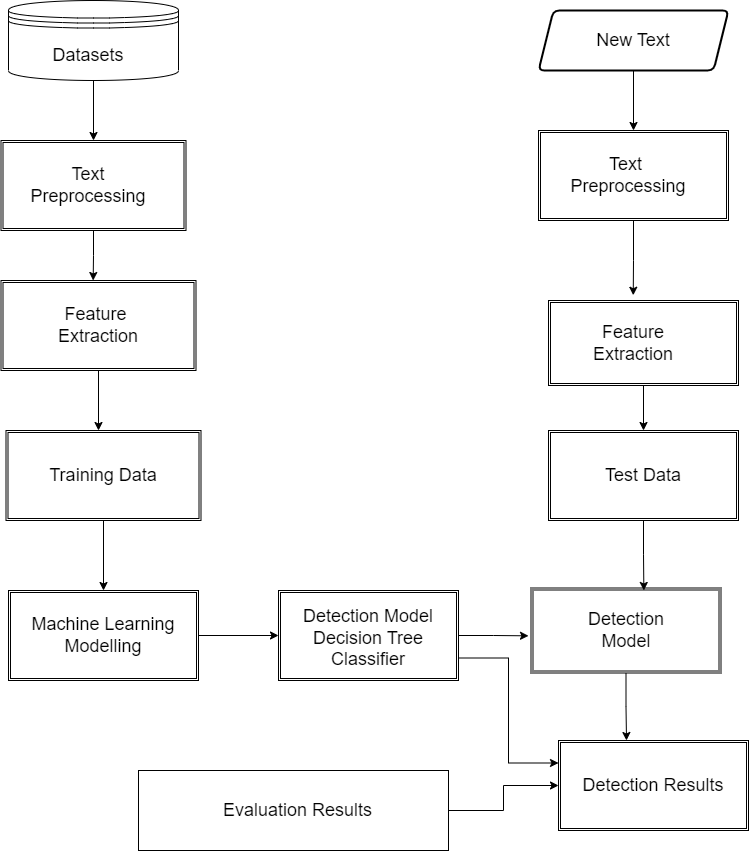 Datasets
New Text
Text
Preprocessing
Text
Preprocessing
Feature
Extraction
Feature
Extraction
Training Data
Test Data
Machine Learning
Modelling
Detection Model
Decision Tree
Classifier
Detection
Model
Evaluation Results
Detection Results